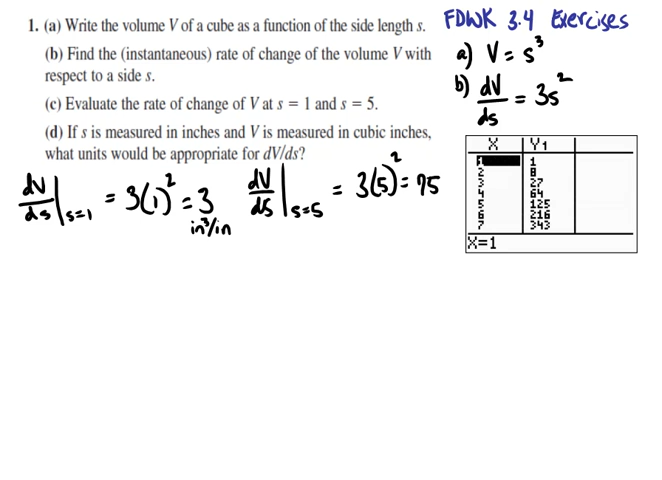 1. (a) Write the volume V of a cube as a function of the side length s.
(b) Find the (instantaneous) rate of change of the volume V with
respect to a side s.
(c) Evaluate the rate of change of V at s = 1 and s = 5.
(d) If s is measured in inches and V is measured in cubic inches,
what units would be appropriate for dV/ds?
FDWK 3.4 Exercises
a) V = s³
b) dV/ds = 3s²
dV/ds|s=1 = 3(1)² = 3 in³/in
dV/ds|s=5 = 3(5)² = 75
X Y1
1 1
2 8
3 27
4 64
5 125
6 216
7 343
X=1